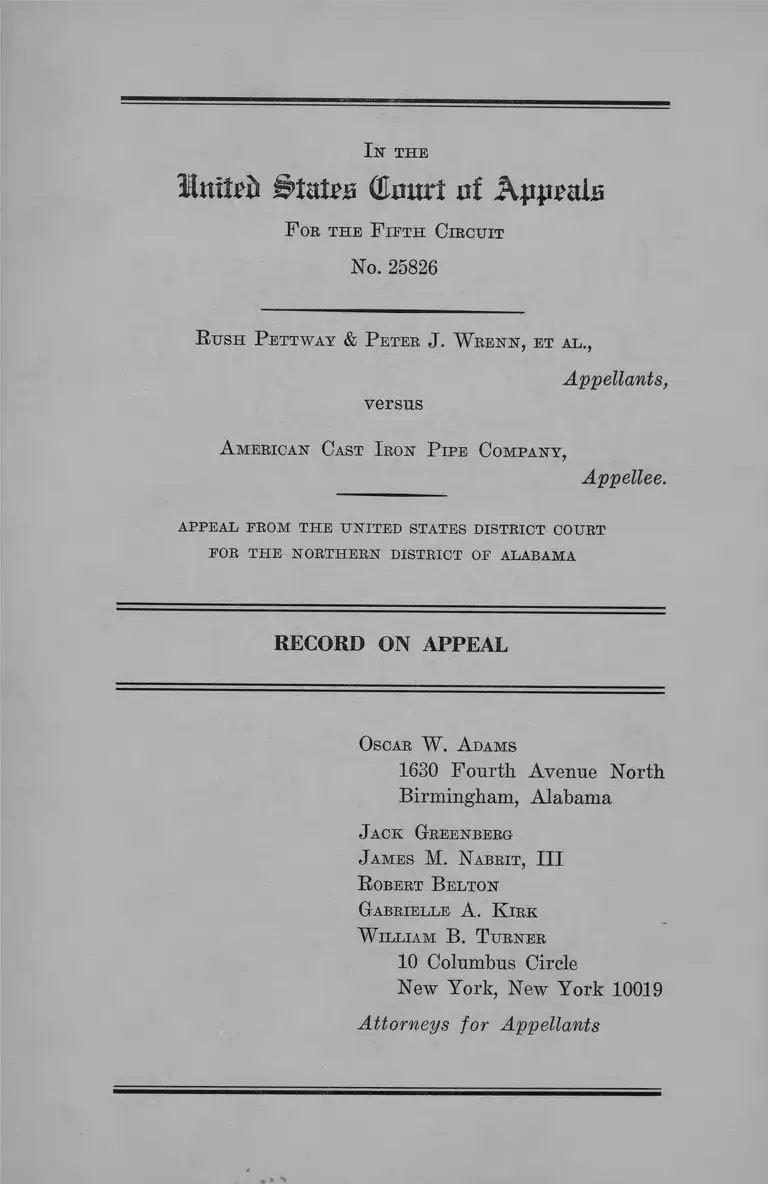 IN THE
United States Court of Appeals
FOR THE FIFTH CIRCUIT
No. 25826
RUSH PETTWAY & PETER J. WRENN, ET AL.,
Appellants,
versus
AMERICAN CAST IRON PIPE COMPANY,
Appellee.
APPEAL FROM THE UNITED STATES DISTRICT COURT
FOR THE NORTHERN DISTRICT OF ALABAMA
RECORD ON APPEAL
OSCAR W. ADAMS
1630 Fourth Avenue North
Birmingham, Alabama
JACK GREENBERG
JAMES M. NABRIT, III
ROBERT BELTON
GABRIELLE A. KIRK
WILLIAM B. TURNER
10 Columbus Circle
New York, New York 10019
Attorneys for Appellants